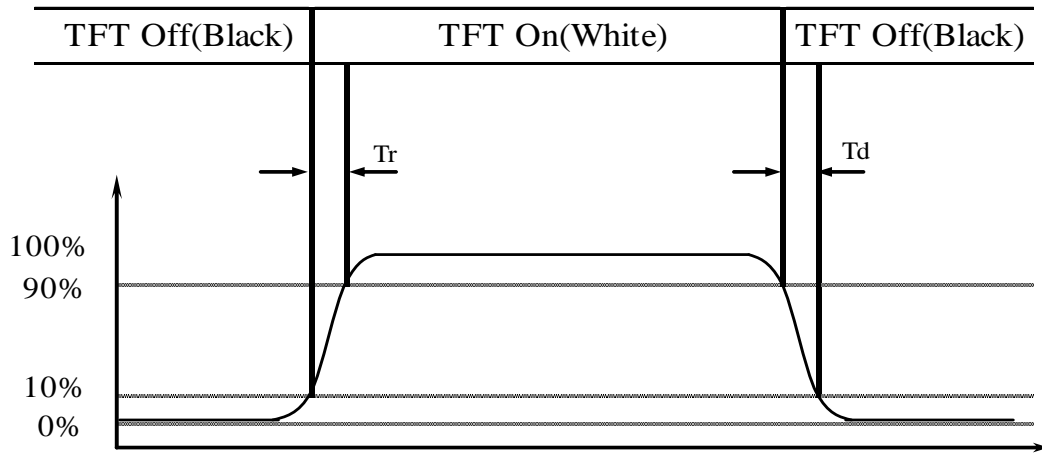 TFT Off(Black) TFT On(White) TFT Off(Black)
Tr Td
100%
90%
10%
0%